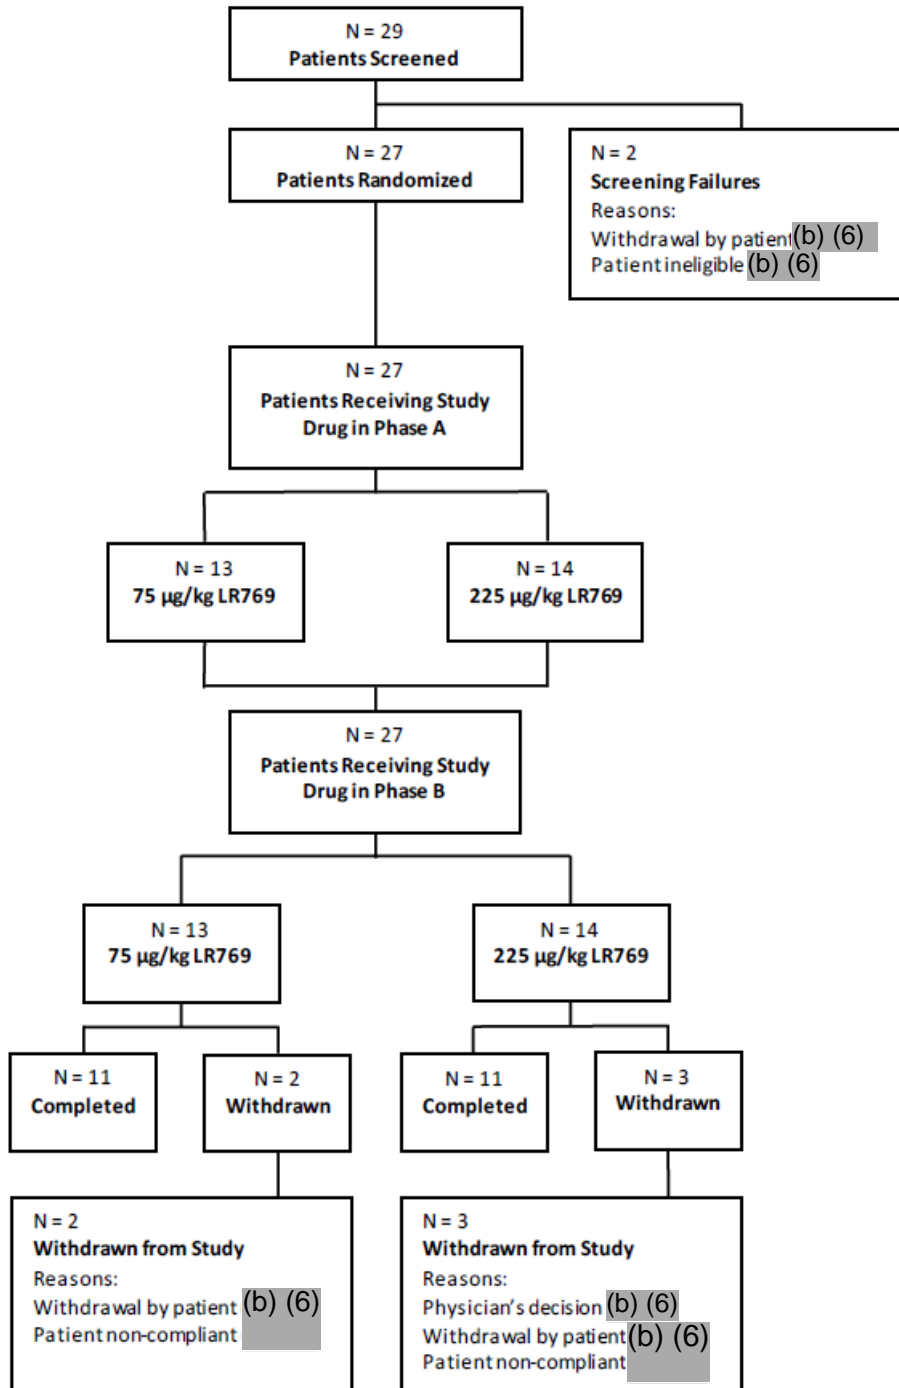 N = 29
Patients Screened
N = 27
Patients Randomized
N = 2
Screening Failures
Reasons:
Withdrawal by patient (b) (6)
Patient ineligible (b) (6)
N = 27
Patients Receiving Study
Drug in Phase A
N = 13
75 µg/kg LR769
N = 14
225 µg/kg LR769
N = 27
Patients Receiving Study
Drug in Phase B
N = 13
75 µg/kg LR769
N = 14
225 µg/kg LR769
N = 11
Completed
N = 2
Withdrawn
N = 11
Completed
N = 3
Withdrawn
N = 2
Withdrawn from Study
Reasons:
Withdrawal by patient (b) (6)
Patient non-compliant
N = 3
Withdrawn from Study
Reasons:
Physician's decision (b) (6)
Withdrawal by patient (b) (6)
Patient non-compliant